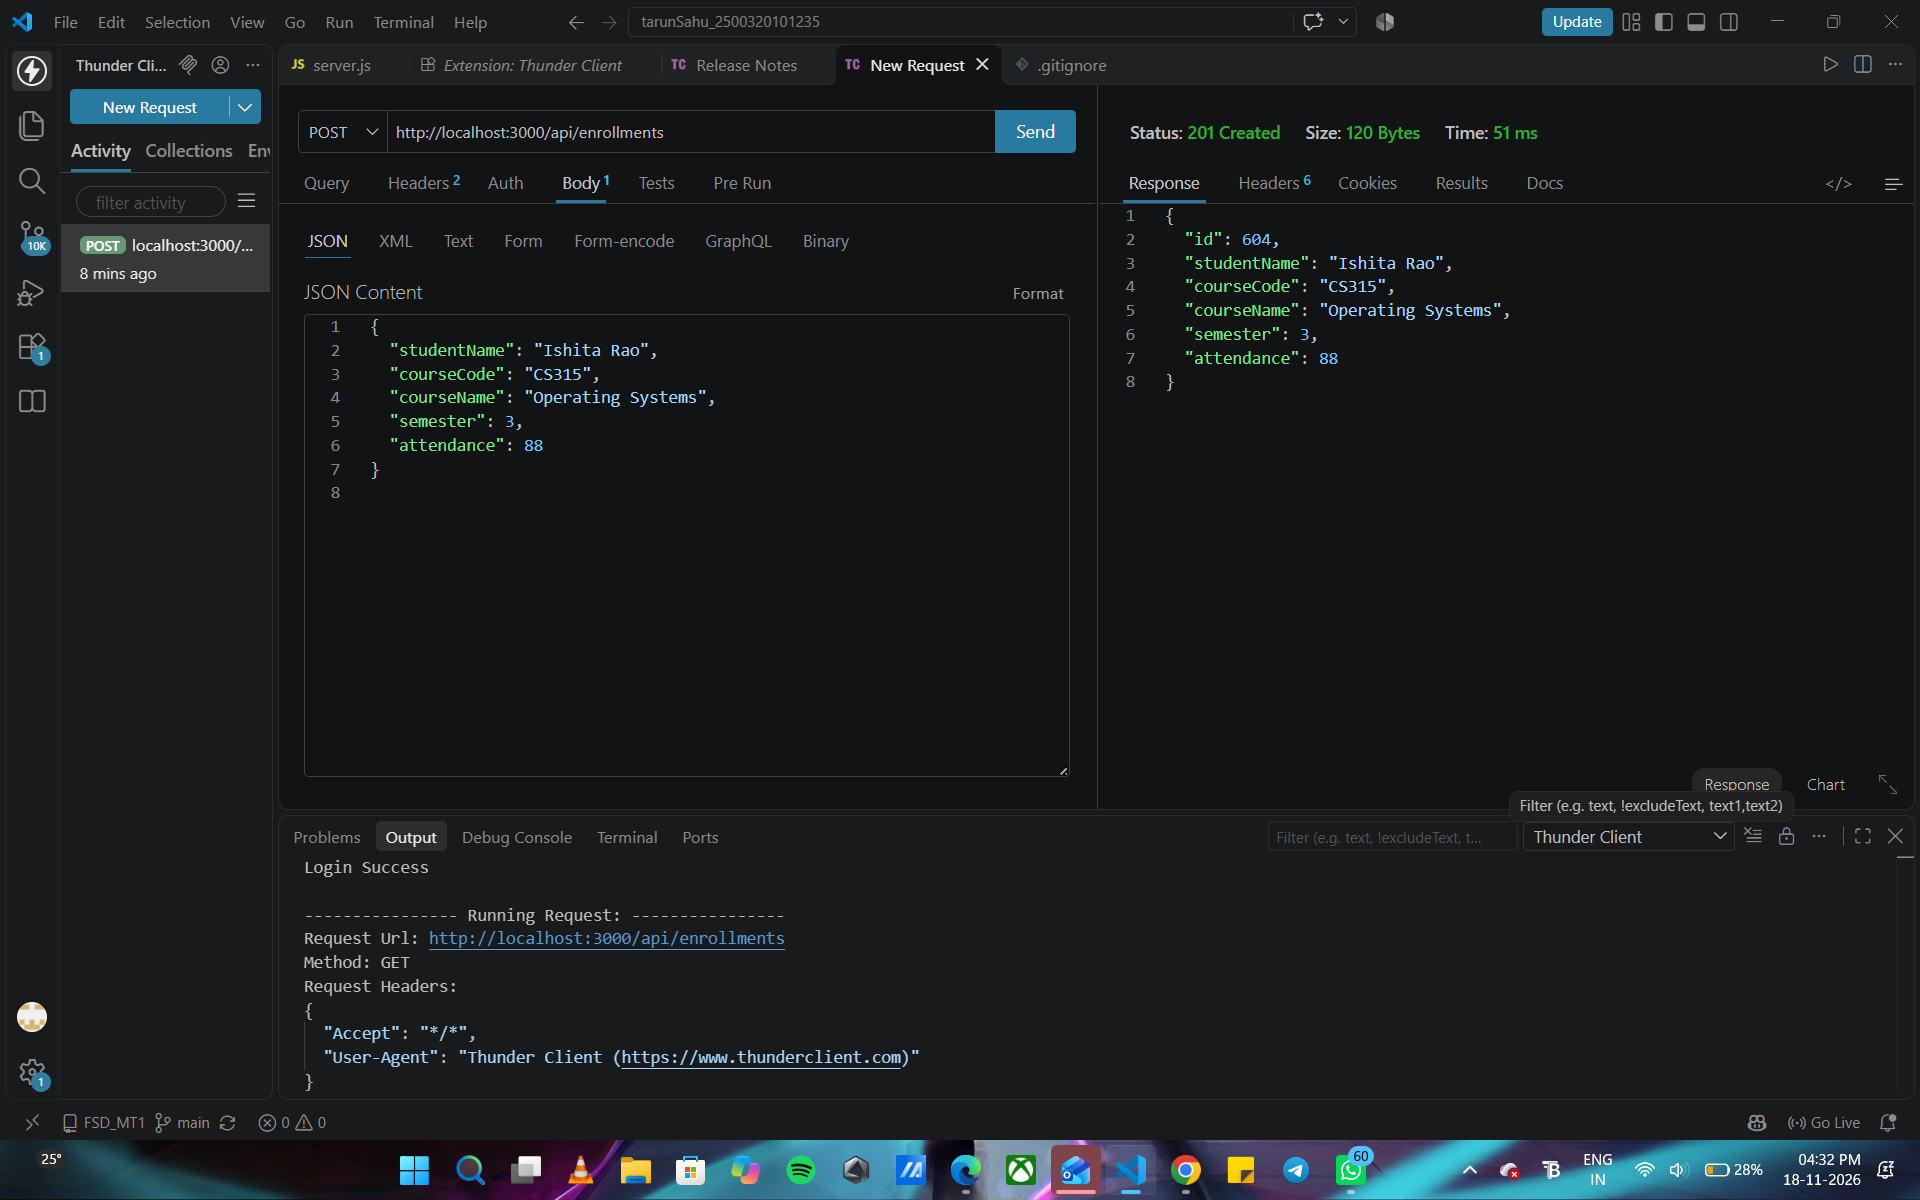 File Edit Selection View Go Run Terminal Help
tarunSahu_2500320101235
Update
Thunder Cli...
JS server.js
Extension: Thunder Client
TC Release Notes
TC New Request
.gitignore
New Request
Activity Collections Env
filter activity
POST localhost:3000/...
8 mins ago
10K
1
1
POST
http://localhost:3000/api/enrollments
Send
Query Headers 2 Auth Body 1 Tests Pre Run
JSON XML Text Form Form-encode GraphQL Binary
JSON Content
Format
1 {
2 "studentName": "Ishita Rao",
3 "courseCode": "CS315",
4 "courseName": "Operating Systems",
5 "semester": 3,
6 "attendance": 88
7 }
8
Status: 201 Created Size: 120 Bytes Time: 51 ms
Response Headers 6 Cookies Results Docs
</>
1 {
2 "id": 604,
3 "studentName": "Ishita Rao",
4 "courseCode": "CS315",
5 "courseName": "Operating Systems",
6 "semester": 3,
7 "attendance": 88
8 }
Response Chart
Filter (e.g. text, !excludeText, text1,text2)
Problems Output Debug Console Terminal Ports
Filter (e.g. text, !excludeText, t...
Thunder Client
Login Success
---------------- Running Request: ----------------
Request Url: http://localhost:3000/api/enrollments
Method: GET
Request Headers:
{
"Accept": "*/*",
"User-Agent": "Thunder Client (https://www.thunderclient.com)"
}
FSD_MT1 main 0 0
Go Live
25°
60
ENG
IN
28%
04:32 PM
18-11-2026